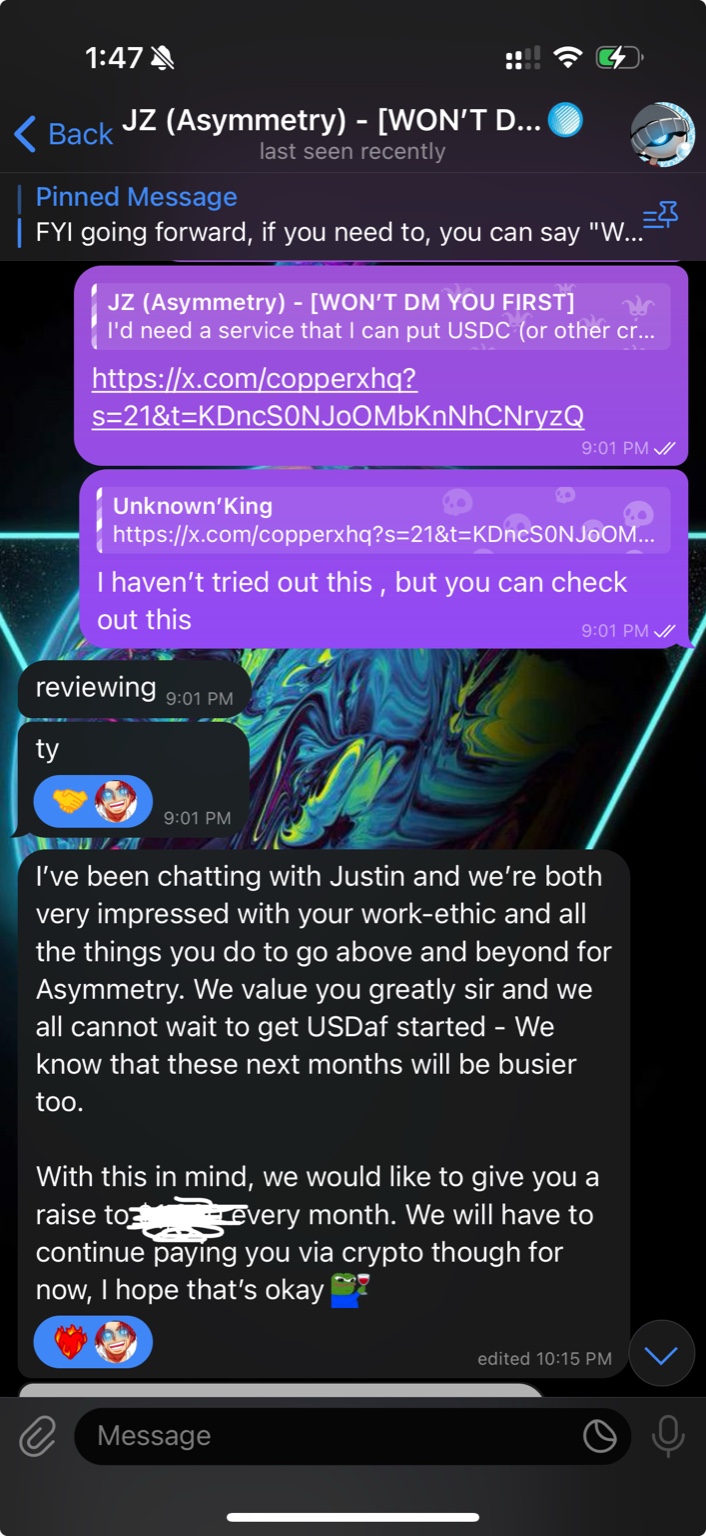 1:47
Back
JZ (Asymmetry) - [WON’T D...
last seen recently
Pinned Message
FYI going forward, if you need to, you can say "W...
JZ (Asymmetry) - [WON’T DM YOU FIRST]
I'd need a service that I can put USDC (or other cr...
https://x.com/copperxhq?
s=21&t=KDncS0NJoOMbKnNhCNryzQ
9:01 PM
Unknown’King
https://x.com/copperxhq?s=21&t=KDncS0NJoOM...
I haven’t tried out this , but you can check
out this
9:01 PM
reviewing
9:01 PM
ty
9:01 PM
I’ve been chatting with Justin and we’re both
very impressed with your work-ethic and all
the things you do to go above and beyond for
Asymmetry. We value you greatly sir and we
all cannot wait to get USDaf started - We
know that these next months will be busier
too.
With this in mind, we would like to give you a
raise to every month. We will have to
continue paying you via crypto though for
now, I hope that’s okay
edited 10:15 PM
Message